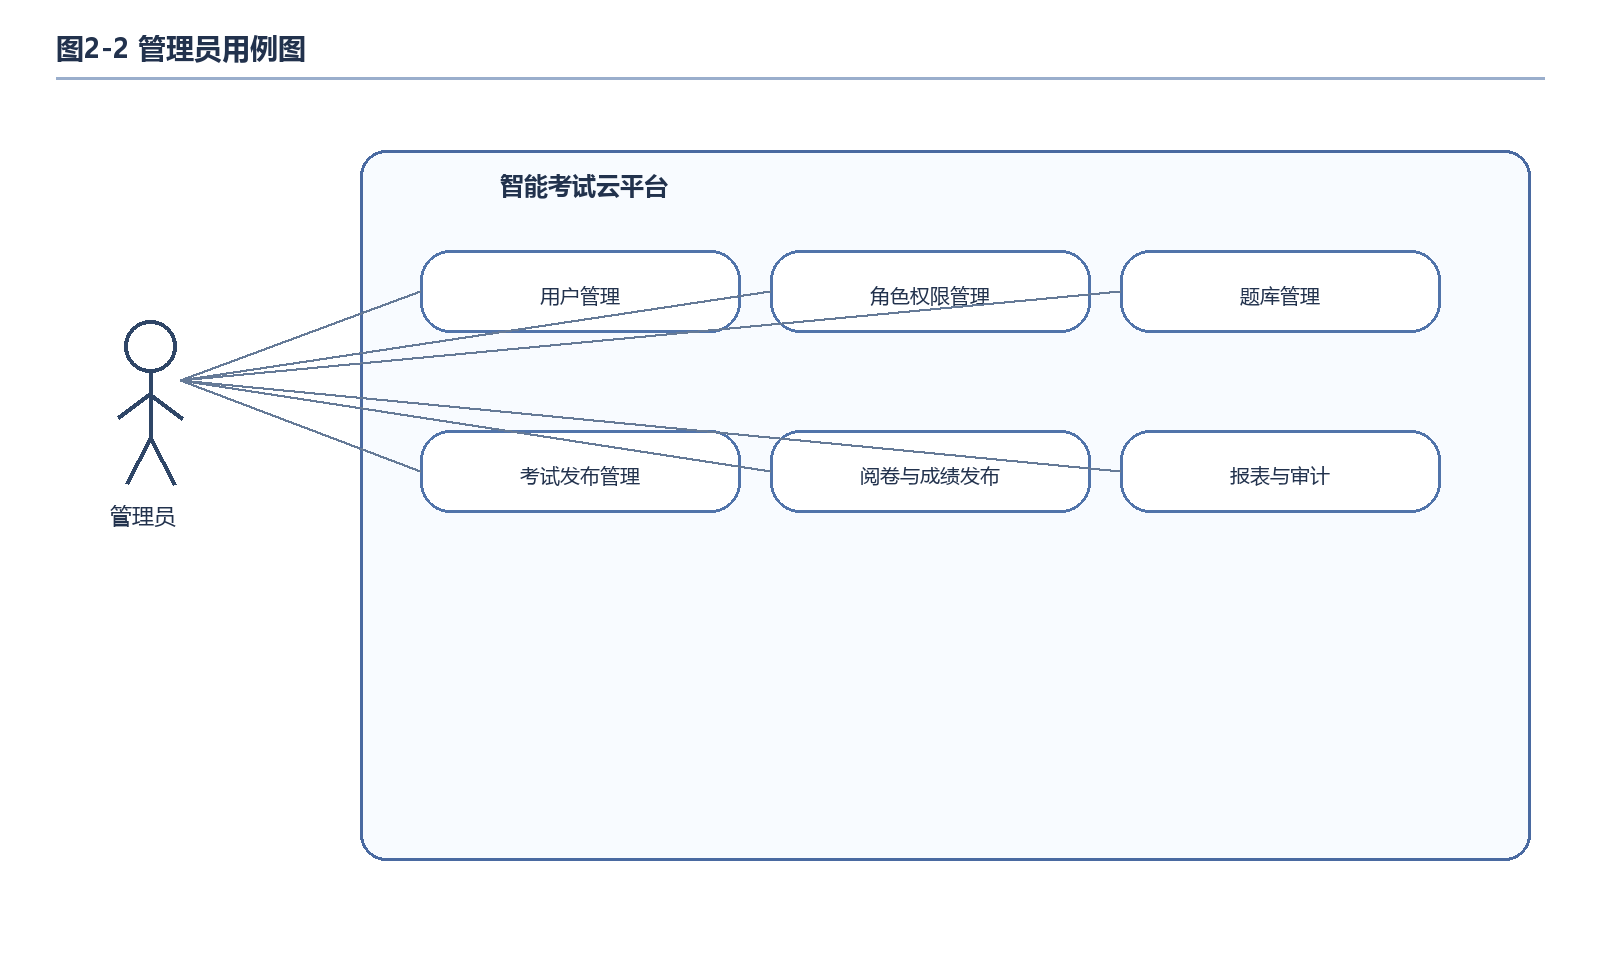 图2-2 管理员用例图
智能考试云平台
用户管理
角色权限管理
题库管理
考试发布管理
阅卷与成绩发布
报表与审计
管理员